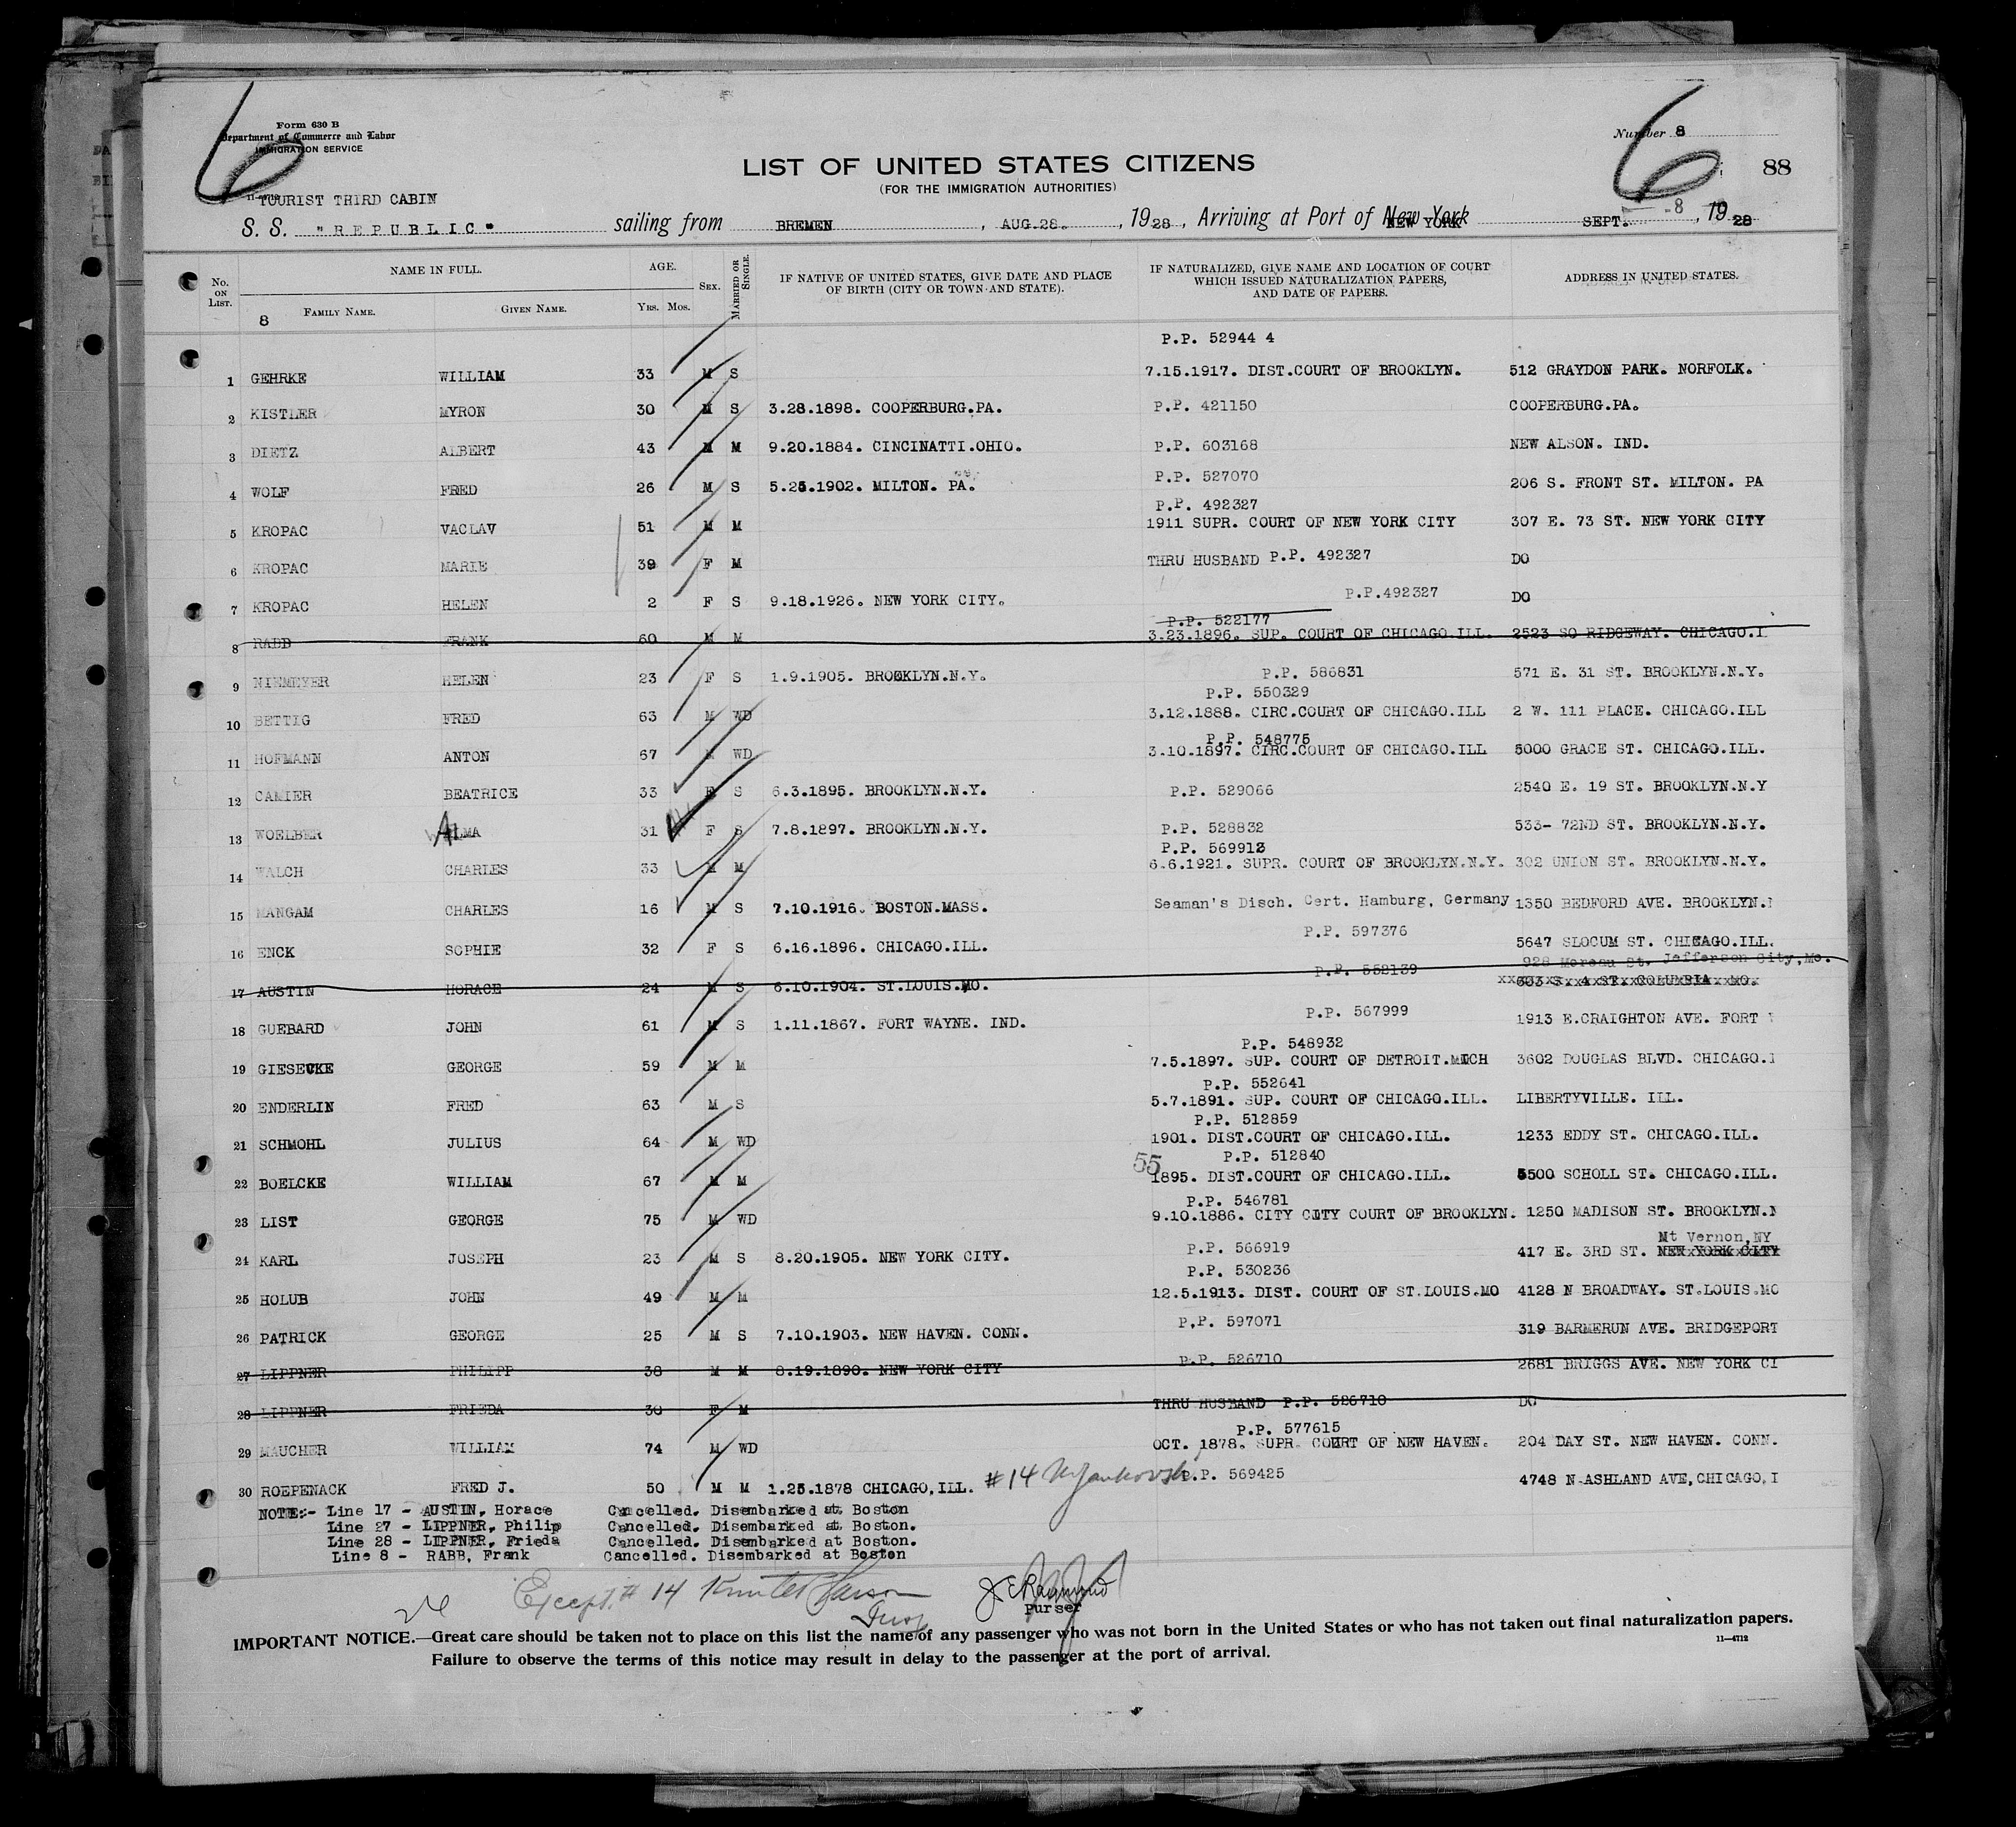 6
Form 630 B
Department of Commerce and Labor
IMMIGRATION SERVICE
Number 8
6
88
LIST OF UNITED STATES CITIZENS
(FOR THE IMMIGRATION AUTHORITIES)
TOURIST THIRD CABIN
S. S. "REPUBLIC" sailing from BREMEN, AUG.28., 1928, Arriving at Port of New York NEW YORK SEPT. 8, 1928
No. ON LIST. NAME IN FULL. AGE. SEX. MARRIED OR SINGLE. IF NATIVE OF UNITED STATES, GIVE DATE AND PLACE OF BIRTH (CITY OR TOWN AND STATE). IF NATURALIZED, GIVE NAME AND LOCATION OF COURT WHICH ISSUED NATURALIZATION PAPERS, AND DATE OF PAPERS. ADDRESS IN UNITED STATES.
8 FAMILY NAME. GIVEN NAME. YRS. MOS.
P.P. 52944 4
1 GEHRKE WILLIAM 33 M S 7.15.1917. DIST.COURT OF BROOKLYN. 512 GRAYDON PARK. NORFOLK.
2 KISTLER MYRON 30 M S 3.28.1898. COOPERBURG.PA. P.P. 421150 COOPERBURG.PA.
3 DIETZ ALBERT 43 M M 9.20.1884. CINCINATTI.OHIO. P.P. 603168 NEW ALSON. IND.
4 WOLF FRED 26 M S 5.25.1902. MILTON. PA. P.P. 527070 206 S. FRONT ST. MILTON. PA
P.P. 492327
5 KROPAC VACLAV 51 M M 1911 SUPR. COURT OF NEW YORK CITY 307 E. 73 ST. NEW YORK CITY
6 KROPAC MARIE 39 F M THRU HUSBAND P.P. 492327 DO
7 KROPAC HELEN 2 F S 9.18.1926. NEW YORK CITY. P.P.492327 DO
P.P. 522177
8 RABB FRANK 60 M M 3.23.1896. SUP. COURT OF CHICAGO.ILL. 2523 SO RIDGEWAY. CHICAGO.I
9 NIEMEYER HELEN 23 F S 1.9.1905. BROOKLYN.N.Y. P.P. 586831 571 E. 31 ST. BROOKLYN.N.Y.
P.P. 550329
10 BETTIG FRED 63 M WD 3.12.1888. CIRC.COURT OF CHICAGO.ILL 2 W. 111 PLACE. CHICAGO.ILL
P.P. 548775
11 HOFMANN ANTON 67 M WD 3.10.1897. CIRC.COURT OF CHICAGO.ILL 5000 GRACE ST. CHICAGO.ILL.
12 CAMIER BEATRICE 33 F S 6.3.1895. BROOKLYN.N.Y. P.P. 529066 2540 E. 19 ST. BROOKLYN.N.Y
13 WOELBER ALMA 31 F S 7.8.1897. BROOKLYN.N.Y. P.P. 528832 533- 72ND ST. BROOKLYN.N.Y.
P.P. 569913
14 WALCH CHARLES 33 M M 6.6.1921. SUPR. COURT OF BROOKLYN.N.Y. 302 UNION ST. BROOKLYN.N.Y.
15 MANGAM CHARLES 16 M S 7.10.1916. BOSTON.MASS. Seaman's Disch. Cert. Hamburg, Germany 1350 BEDFORD AVE. BROOKLYN.
16 ENCK SOPHIE 32 F S 6.16.1896. CHICAGO.ILL. P.P. 597376 5647 SLOCUM ST. CHICAGO.ILL.
928 Moreau St. Jefferson City, Mo.
17 AUSTIN HORACE 24 M S 6.10.1904. ST.LOUIS.MO. P.P. 552139 603 S. 4 ST. COLUMBIA MO.
18 GUEBARD JOHN 61 M S 1.11.1867. FORT WAYNE. IND. P.P. 567999 1913 E.CRAIGHTON AVE. FORT
P.P. 548932
19 GIESECKE GEORGE 59 M M 7.5.1897. SUP. COURT OF DETROIT.MICH 3602 DOUGLAS BLVD. CHICAGO.I
P.P. 552641
20 ENDERLIN FRED 63 M S 5.7.1891. SUP. COURT OF CHICAGO.ILL. LIBERTYVILLE. ILL.
P.P. 512859
21 SCHMOHL JULIUS 64 M WD 1901. DIST.COURT OF CHICAGO.ILL. 1233 EDDY ST. CHICAGO.ILL.
55 P.P. 512840
22 BOELCKE WILLIAM 67 M M 1895. DIST.COURT OF CHICAGO.ILL. 5500 SCHOLL ST. CHICAGO.ILL.
P.P. 546781
23 LIST GEORGE 75 M WD 9.10.1886. CITY CITY COURT OF BROOKLYN. 1250 MADISON ST. BROOKLYN.N
Mt Vernon,NY
24 KARL JOSEPH 23 M S 8.20.1905. NEW YORK CITY. P.P. 566919 417 E. 3RD ST. NEW YORK CITY
P.P. 530236
25 HOLUB JOHN 49 M M 12.5.1913. DIST. COURT OF ST.LOUIS.MO 4128 N BROADWAY. ST.LOUIS.MO
26 PATRICK GEORGE 25 M S 7.10.1903. NEW HAVEN. CONN. P.P. 597071 319 BARMERUN AVE. BRIDGEPORT
27 LIPPNER PHILIPP 38 M M 8.19.1890. NEW YORK CITY P.P. 526710 2681 BRIGGS AVE. NEW YORK CI
28 LIPPNER FRIEDA 30 F M THRU HUSBAND P.P. 526710 DO
P.P. 577615
29 MAUCHER WILLIAM 74 M WD OCT. 1878. SUPR. COURT OF NEW HAVEN. 204 DAY ST. NEW HAVEN. CONN.
30 ROEPENACK FRED J. 50 M M 1.25.1878 CHICAGO,ILL. #14 P.P. 569425 4748 N ASHLAND AVE,CHICAGO,I
NOTE:- Line 17 - AUSTIN, Horace Cancelled. Disembarked at Boston
Line 27 - LIPPNER, Philip Cancelled. Disembarked at Boston.
Line 28 - LIPPNER, Frieda Cancelled. Disembarked at Boston.
Line 8 - RABB, Frank Cancelled. Disembarked at Boston
Except. # 14
J E Raymond
Purser
IMPORTANT NOTICE.—Great care should be taken not to place on this list the name of any passenger who was not born in the United States or who has not taken out final naturalization papers.
11—4712
Failure to observe the terms of this notice may result in delay to the passenger at the port of arrival.